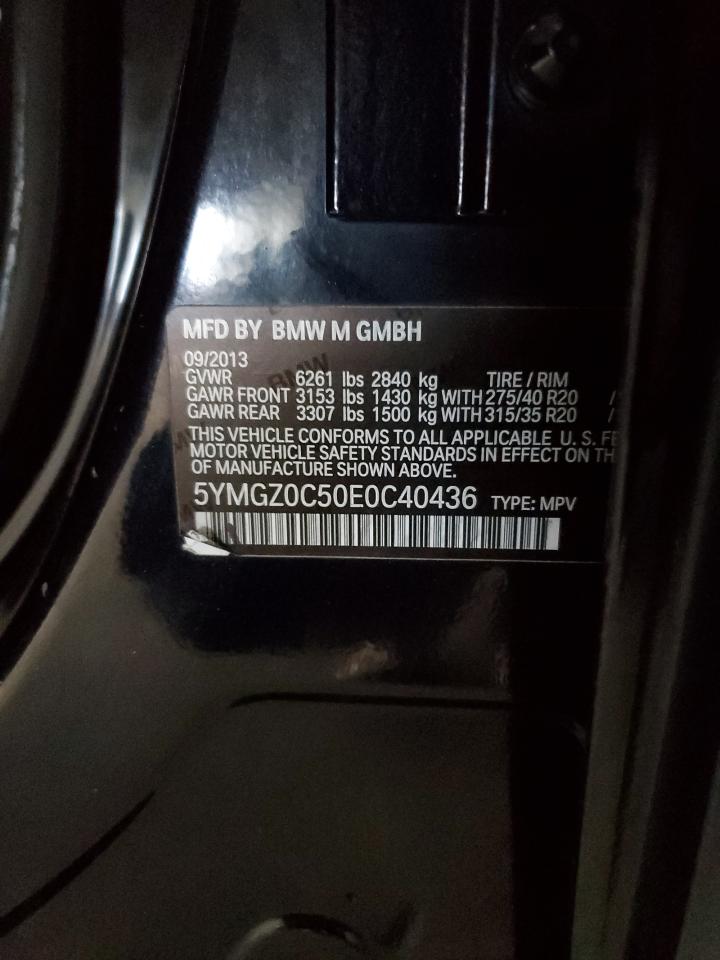 MFD BY BMW M GMBH
09/2013
GVWR 6261 lbs 2840 kg TIRE / RIM
GAWR FRONT 3153 lbs 1430 kg WITH 275/40 R20 /
GAWR REAR 3307 lbs 1500 kg WITH 315/35 R20 /
THIS VEHICLE CONFORMS TO ALL APPLICABLE U. S. FE
MOTOR VEHICLE SAFETY STANDARDS IN EFFECT ON TH
OF MANUFACTURE SHOWN ABOVE.
5YMGZ0C50E0C40436 TYPE: MPV